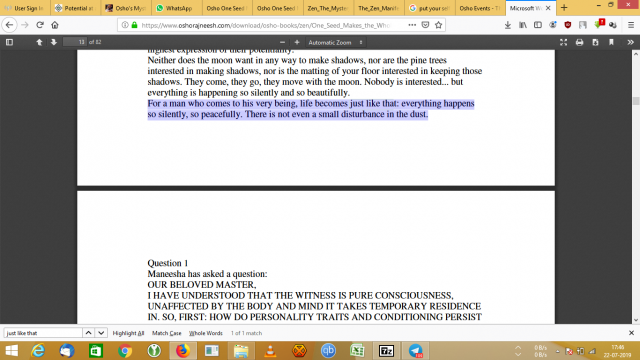 User Sign In
Potential at
Osho's Myst
WhatsApp
Osho One Seed M
Osho One Seed
Zen_The_Myster
The_Zen_Manife
put your self
Osho Events - Th
Microsoft Wo
https://www.oshorajneesh.com/download/osho-books/zen/One_Seed_Makes_the_Wh
Search
13 of 82
Automatic Zoom
highest expression of their potentiality.
Neither does the moon want in any way to make shadows, nor are the pine trees
interested in making shadows, nor is the matting of your floor interested in keeping those
shadows. They come, they go, they move with the moon. Nobody is interested... but
everything is happening so silently and so beautifully.
For a man who comes to his very being, life becomes just like that: everything happens
so silently, so peacefully. There is not even a small disturbance in the dust.
Question 1
Maneesha has asked a question:
OUR BELOVED MASTER,
I HAVE UNDERSTOOD THAT THE WITNESS IS PURE CONSCIOUSNESS,
UNAFFECTED BY THE BODY AND MIND IT TAKES TEMPORARY RESIDENCE
IN. SO, FIRST: HOW DO PERSONALITY TRAITS AND CONDITIONING PERSIST
just like that
Highlight All Match Case Whole Words 1 of 1 match
0 B/s
0 B/s
17:46
22-07-2019